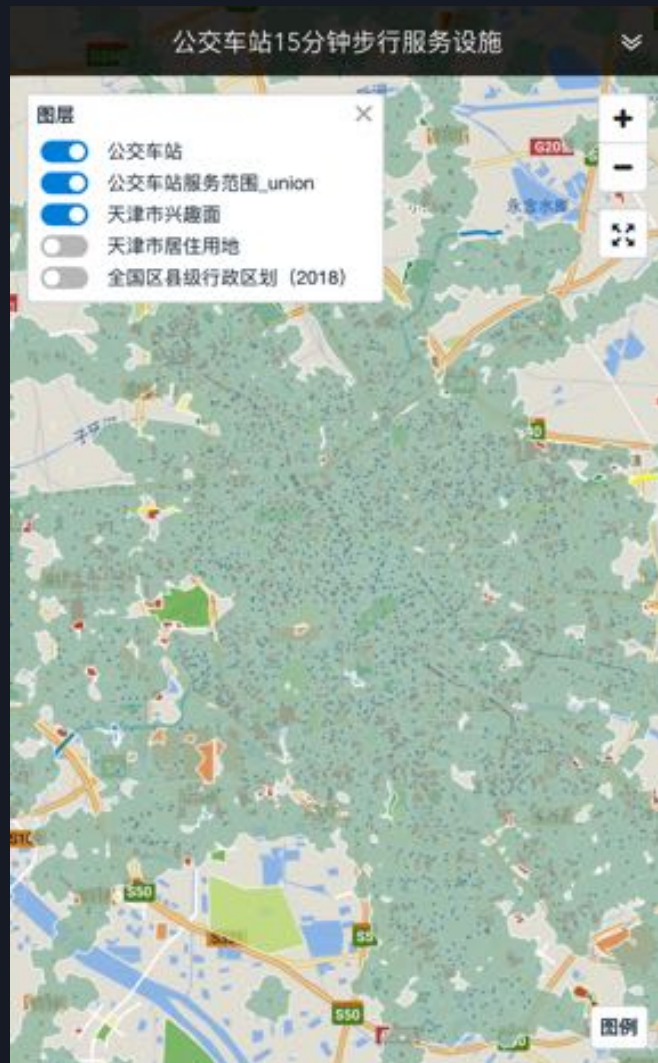 公交车站15分钟步行服务设施
图层
公交车站
公交车站服务范围_union
天津市兴趣面
天津市居住用地
全国区县级行政区划（2018）
G205
永金水库
子牙河
S50
S50
S50
图例